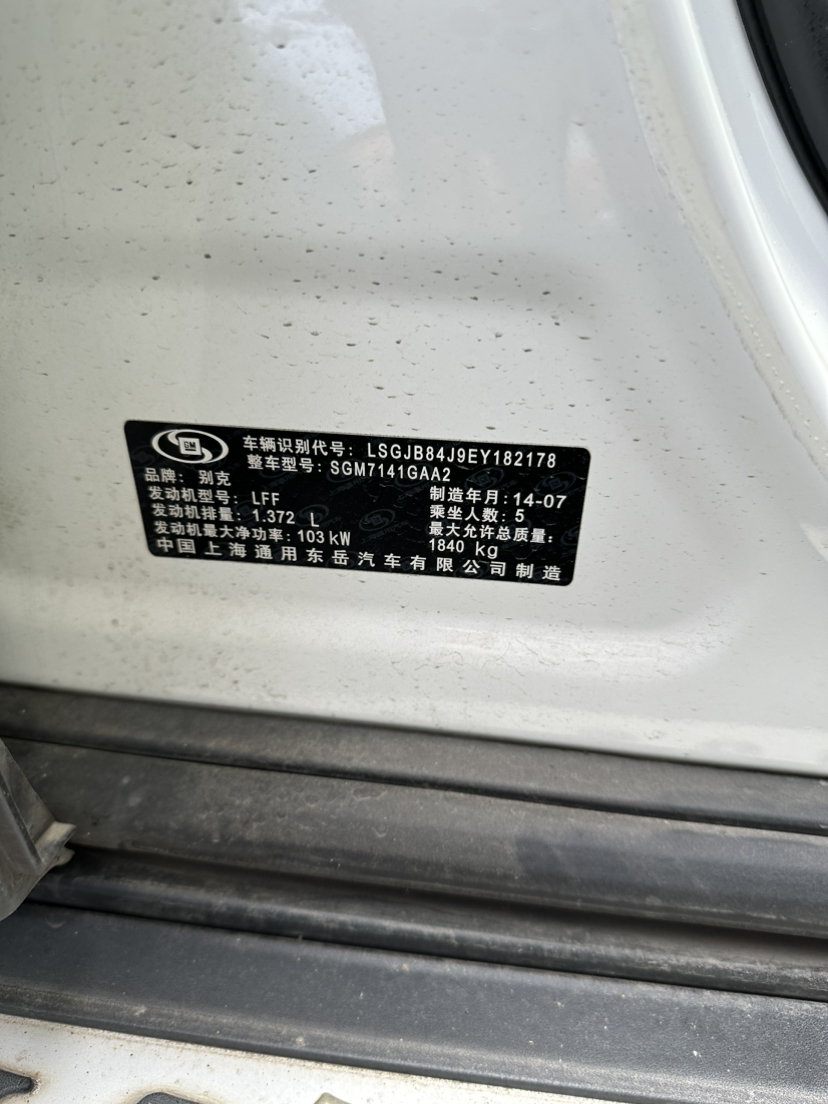 GM
车辆识别代号: LSGJB84J9EY182178
整车型号: SGM7141GAA2
品牌: 别克
发动机型号: LFF
制造年月: 14-07
发动机排量: 1.372 L
乘坐人数: 5
发动机最大净功率: 103 kW
最大允许总质量:
1840 kg
中国上海通用东岳汽车有限公司制造